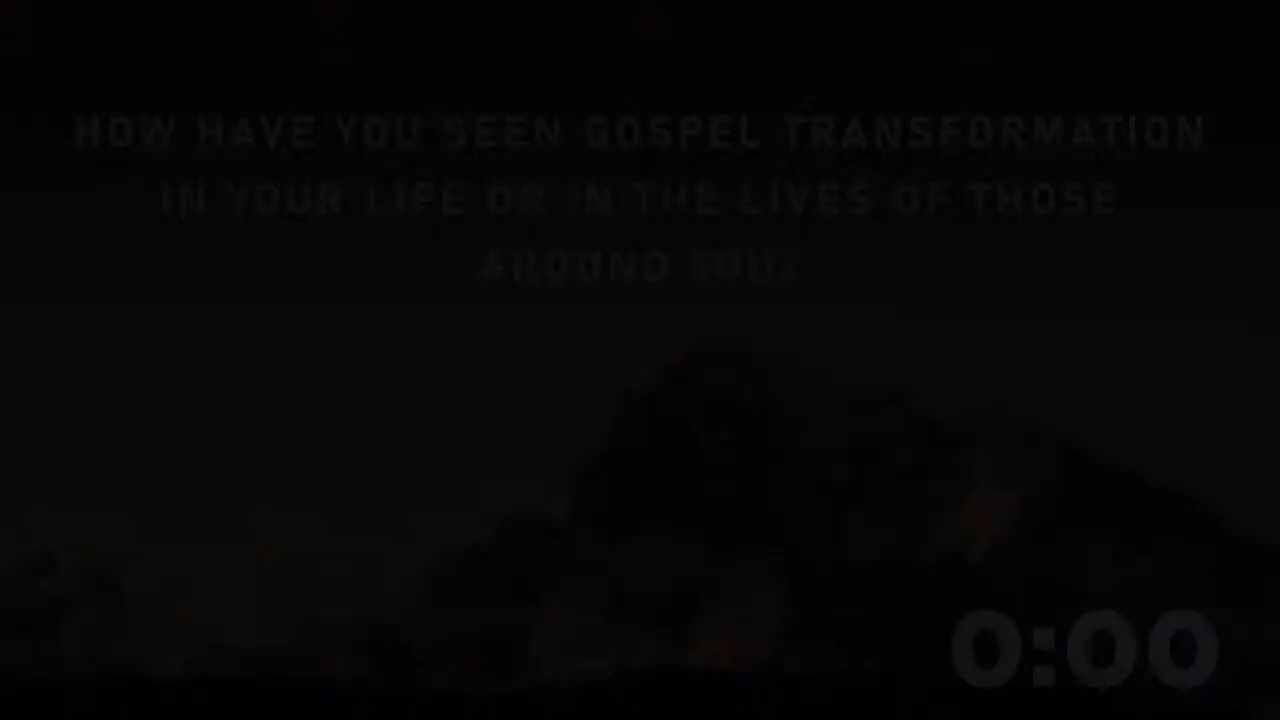 HOW HAVE YOU SEEN GOSPEL TRANSFORMATION
IN YOUR LIFE OR IN THE LIVES OF THOSE
AROUND YOU?
0:00